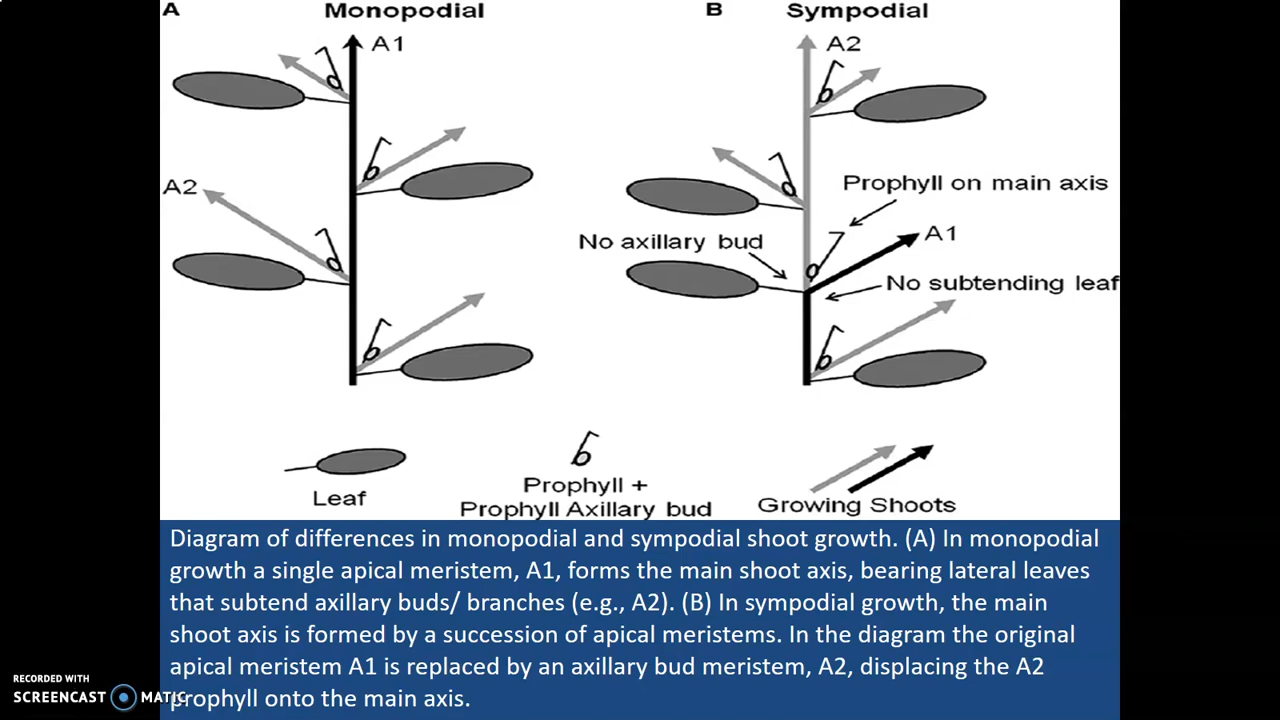 A
Monopodial
B
Sympodial
A1
A2
A2
Prophyll on main axis
No axillary bud
A1
No subtending leaf
Leaf
Prophyll +
Prophyll Axillary bud
Growing Shoots
Diagram of differences in monopodial and sympodial shoot growth. (A) In monopodial
growth a single apical meristem, A1, forms the main shoot axis, bearing lateral leaves
that subtend axillary buds/ branches (e.g., A2). (B) In sympodial growth, the main
shoot axis is formed by a succession of apical meristems. In the diagram the original
apical meristem A1 is replaced by an axillary bud meristem, A2, displacing the A2
prophyll onto the main axis.
RECORDED WITH
SCREENCAST MATIC